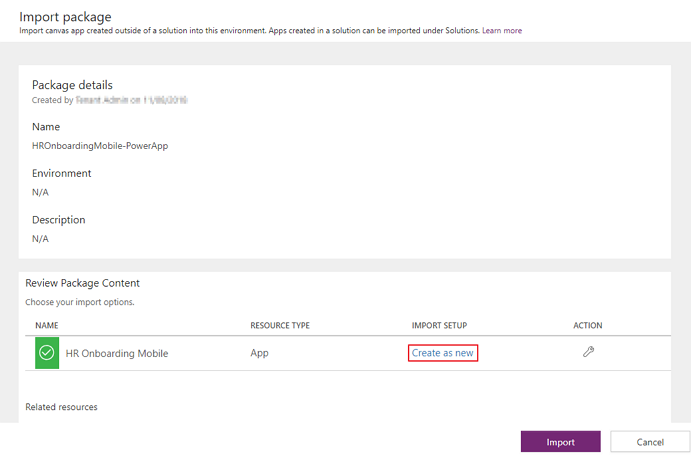 Import package
Import canvas app created outside of a solution into this environment. Apps created in a solution can be imported under Solutions. Learn more
Package details
Created by
Name
HROnboardingMobile-PowerApp
Environment
N/A
Description
N/A
Review Package Content
Choose your import options.
NAME RESOURCE TYPE IMPORT SETUP ACTION
HR Onboarding Mobile App Create as new
Related resources
Import Cancel